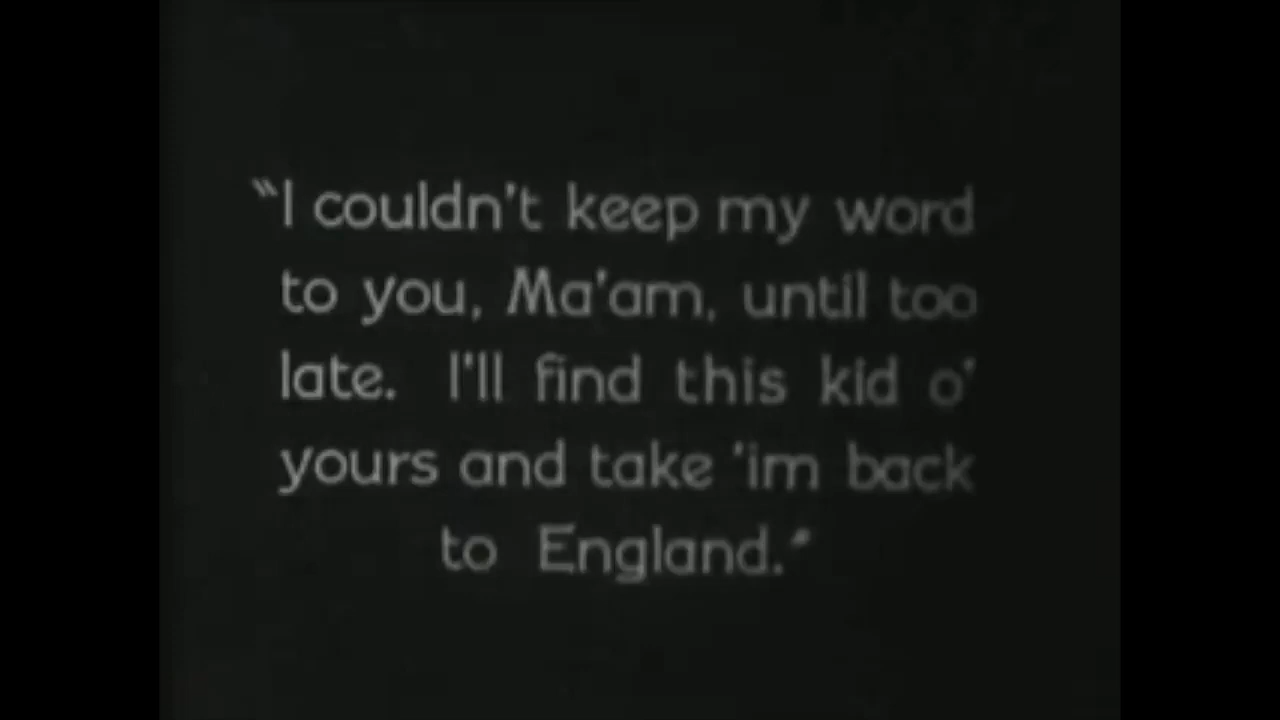 "I couldn't keep my word
to you, Ma'am, until too
late. I'll find this kid o'
yours and take 'im back
to England."